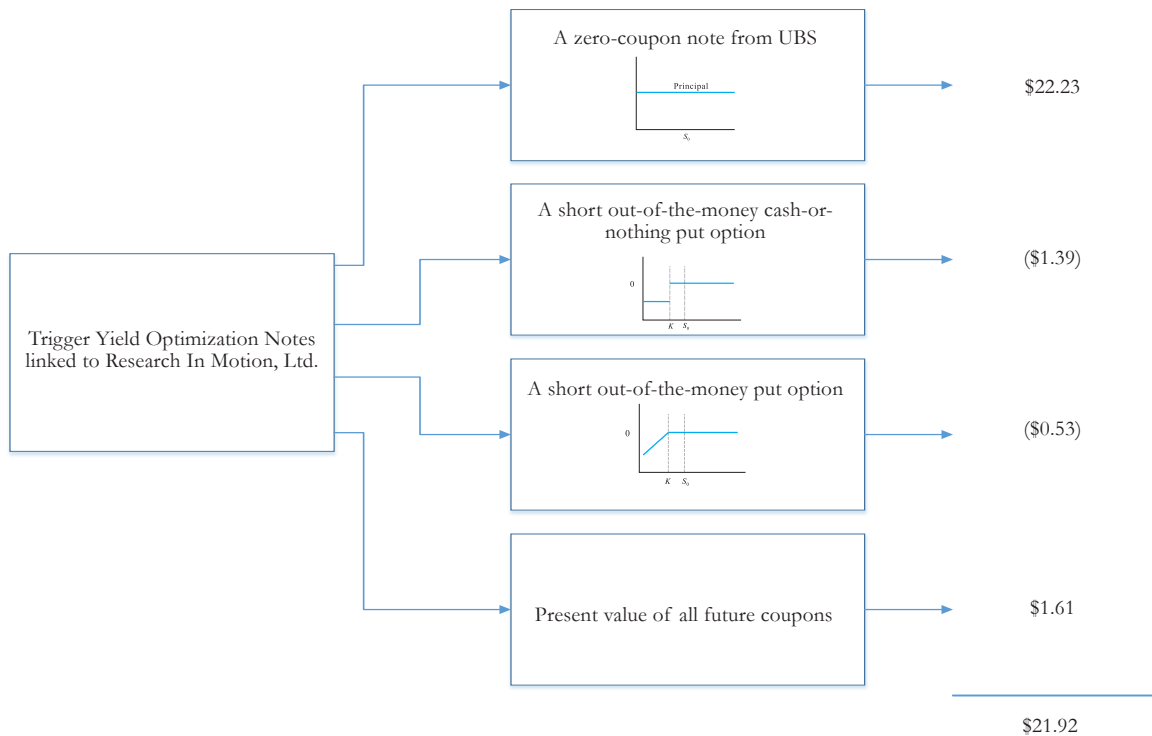 A zero-coupon note from UBS
Principal
S₀
$22.23
A short out-of-the-money cash-or-
nothing put option
0
K S₀
($1.39)
Trigger Yield Optimization Notes
linked to Research In Motion, Ltd.
A short out-of-the-money put option
0
K S₀
($0.53)
Present value of all future coupons
$1.61
$21.92